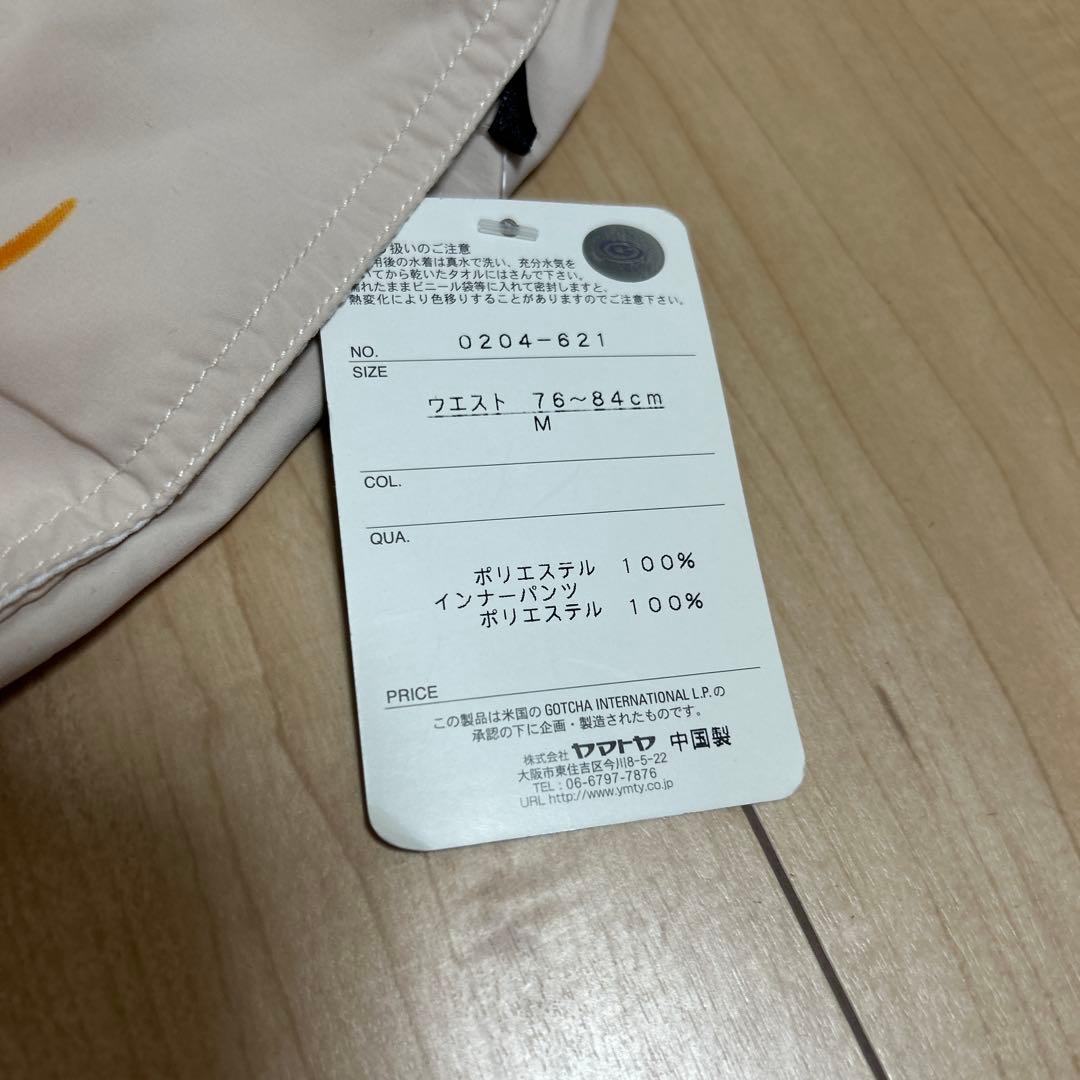 扱いのご注意
用後の水着は真水で洗い、充分水気を
いてから乾いたタオルにはさんで下さい。
濡れたままビニール袋等に入れて密封しますと、
熱変化により色移りすることがありますのでご注意下さい。
NO. 0204-621
SIZE
ウエスト 76〜84cm
M
COL.
QUA.
ポリエステル 100%
インナーパンツ
ポリエステル 100%
PRICE
この製品は米国の GOTCHA INTERNATIONAL L.P.の
承認の下に企画・製造されたものです。
株式会社 ヤマトヤ 中国製
大阪市東住吉区今川8-5-22
TEL：06-6797-7876
URL http://www.ymty.co.jp